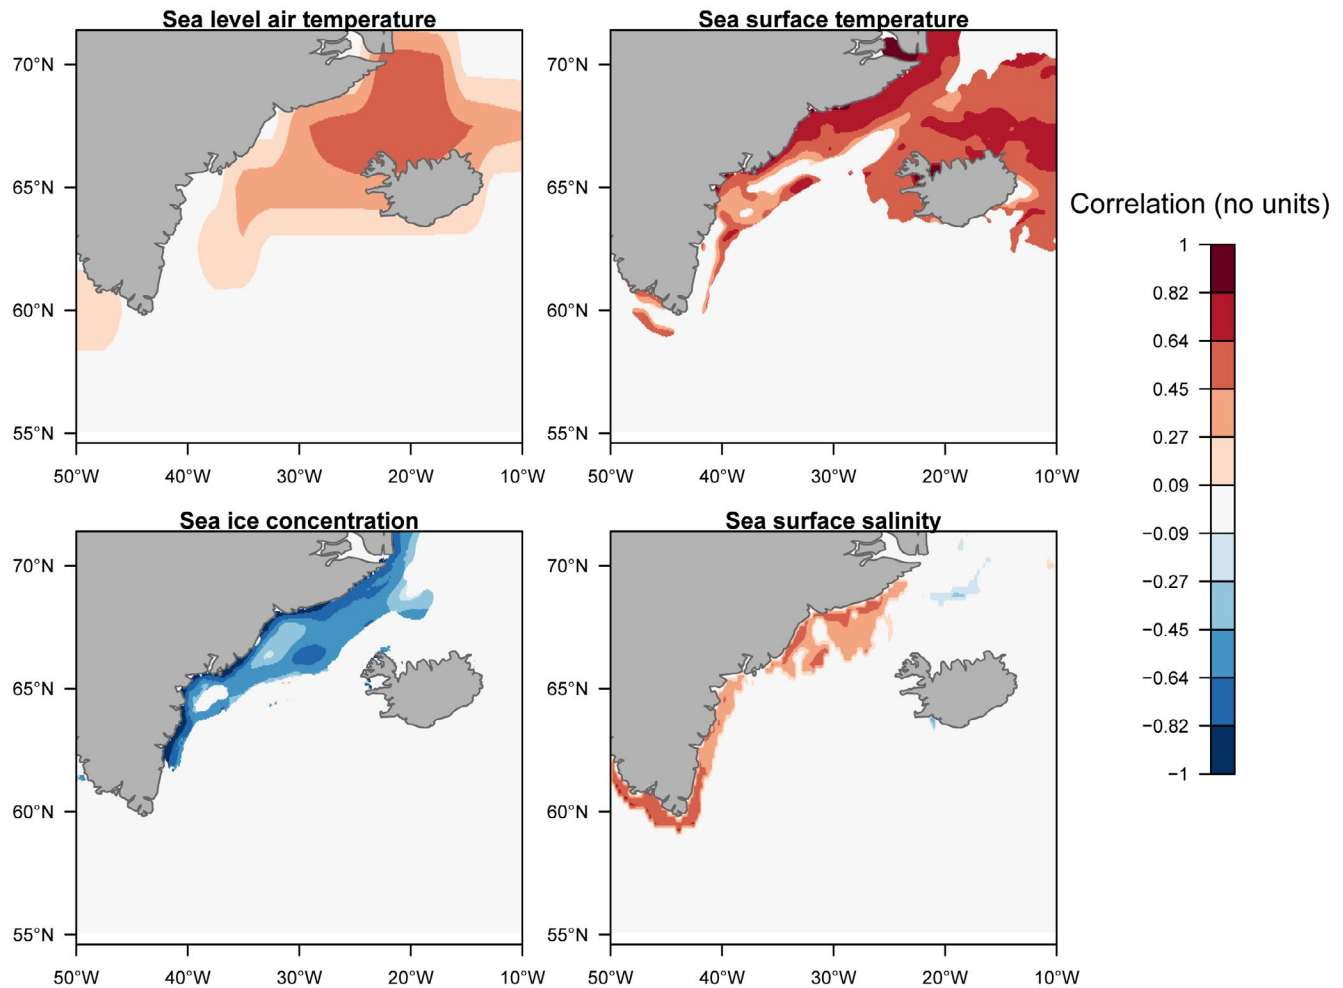 Sea level air temperature
70°N
65°N
60°N
55°N
50°W 40°W 30°W 20°W 10°W
Sea surface temperature
70°N
65°N
60°N
55°N
50°W 40°W 30°W 20°W 10°W
Sea ice concentration
70°N
65°N
60°N
55°N
50°W 40°W 30°W 20°W 10°W
Sea surface salinity
70°N
65°N
60°N
55°N
50°W 40°W 30°W 20°W 10°W
Correlation (no units)
1
0.82
0.64
0.45
0.27
0.09
−0.09
−0.27
−0.45
−0.64
−0.82
−1